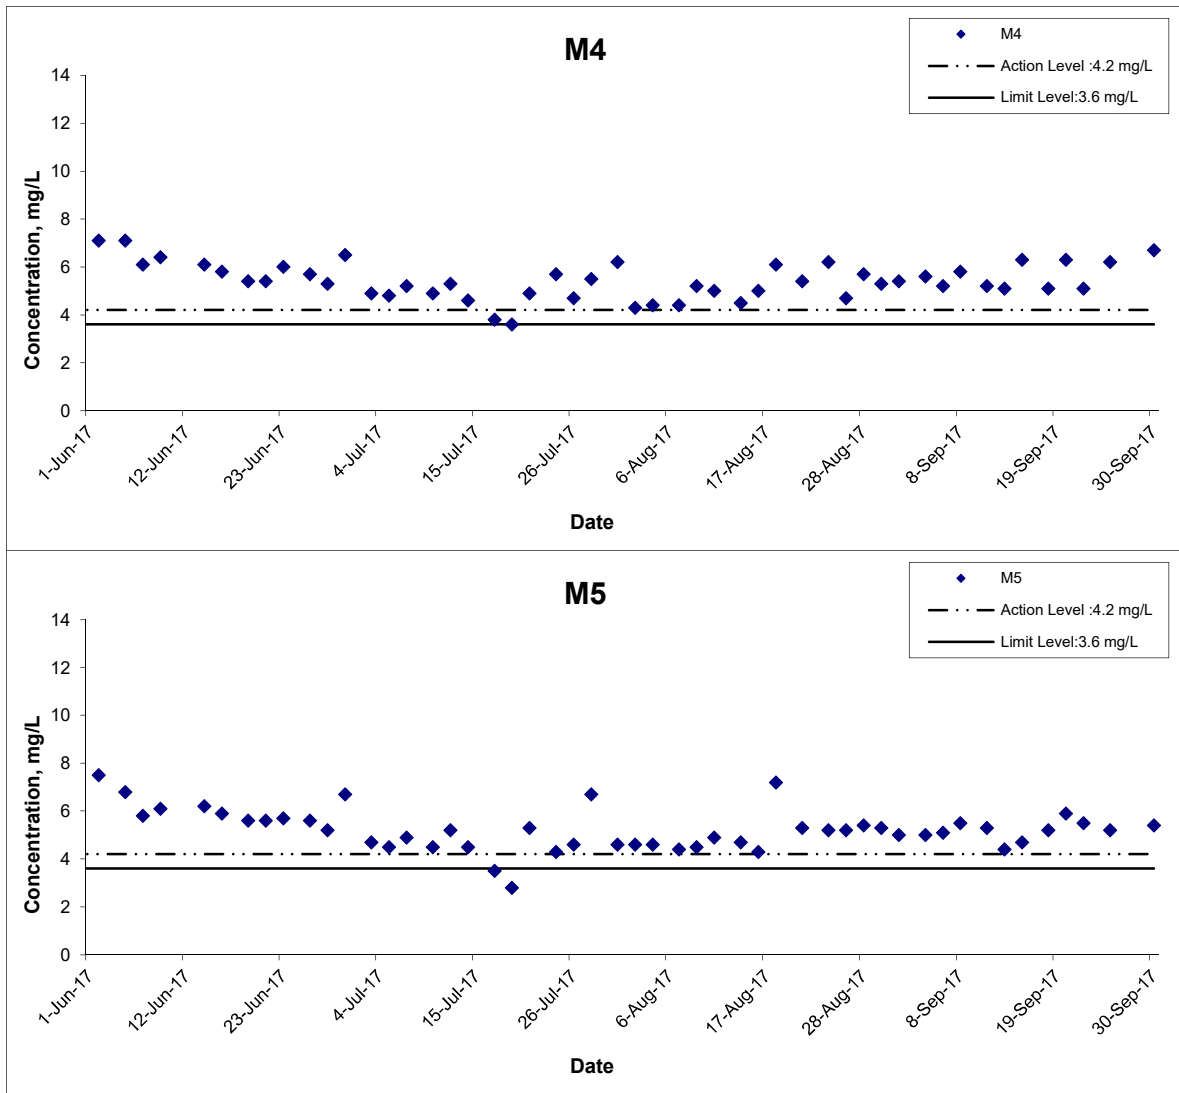 M4
M4
Action Level :4.2 mg/L
Limit Level:3.6 mg/L
Concentration, mg/L
14
12
10
8
6
4
2
0
1-Jun-17
12-Jun-17
23-Jun-17
4-Jul-17
15-Jul-17
26-Jul-17
6-Aug-17
17-Aug-17
28-Aug-17
8-Sep-17
19-Sep-17
30-Sep-17
Date
M5
M5
Action Level :4.2 mg/L
Limit Level:3.6 mg/L
Concentration, mg/L
14
12
10
8
6
4
2
0
1-Jun-17
12-Jun-17
23-Jun-17
4-Jul-17
15-Jul-17
26-Jul-17
6-Aug-17
17-Aug-17
28-Aug-17
8-Sep-17
19-Sep-17
30-Sep-17
Date